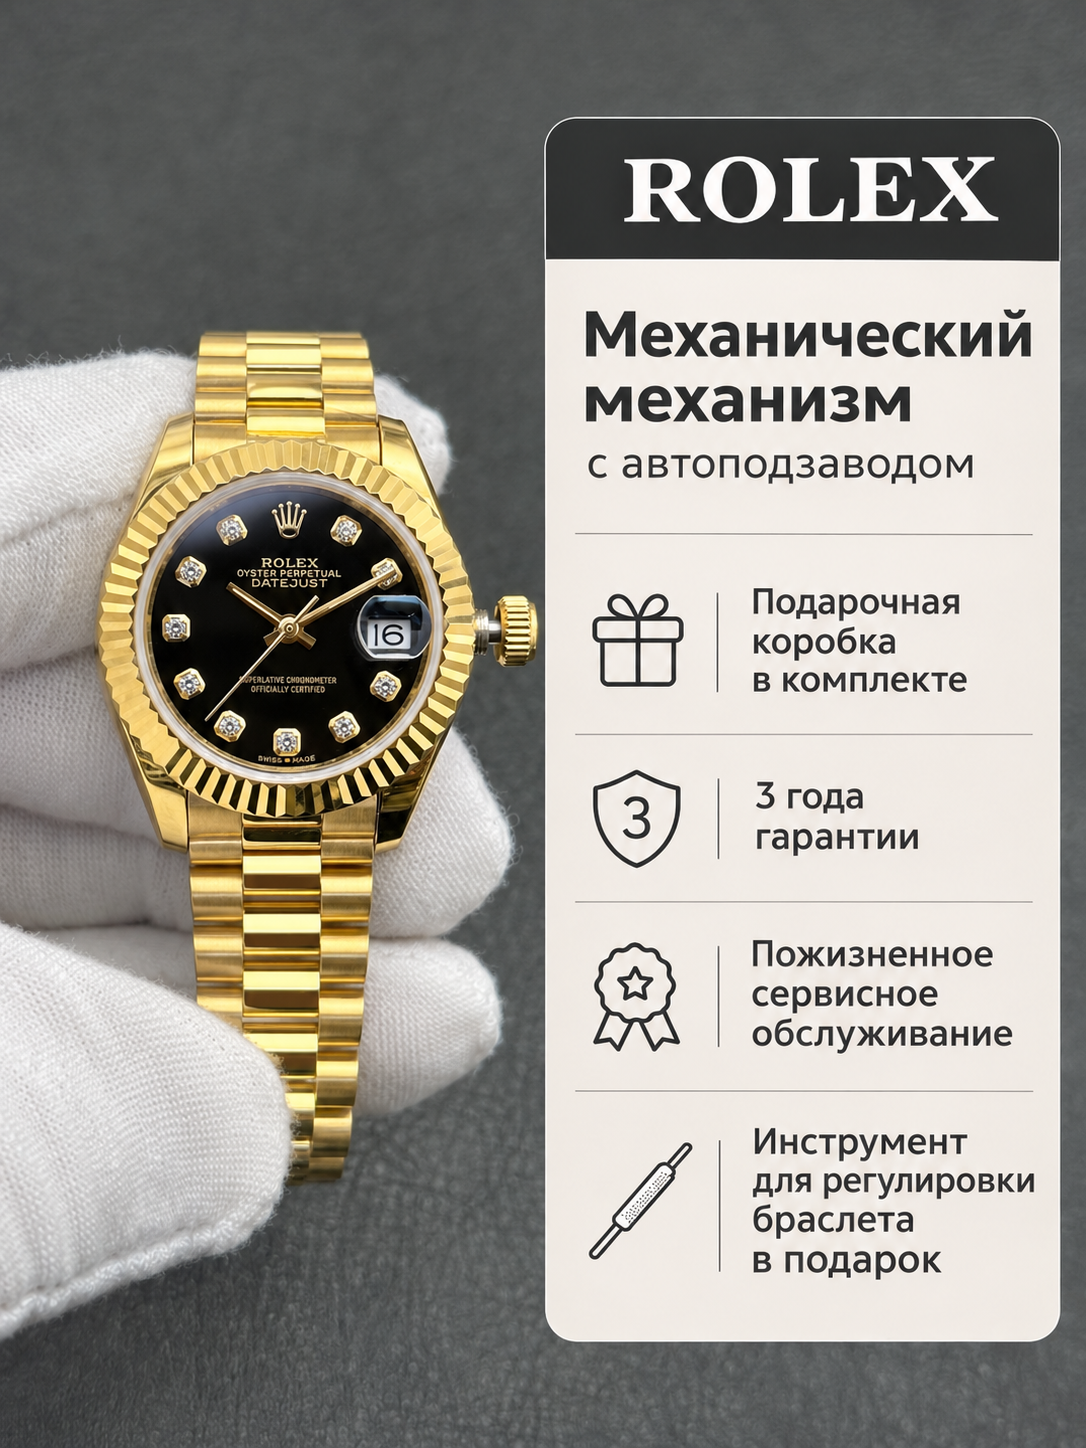 ROLEX
OYSTER PERPETUAL
DATEJUST
16
SUPERLATIVE CHRONOMETER
OFFICIALLY CERTIFIED
SWISS MADE
ROLEX
Механический
механизм
с автоподзаводом
Подарочная
коробка
в комплекте
3
3 года
гарантии
Пожизненное
сервисное
обслуживание
Инструмент
для регулировки
браслета
в подарок